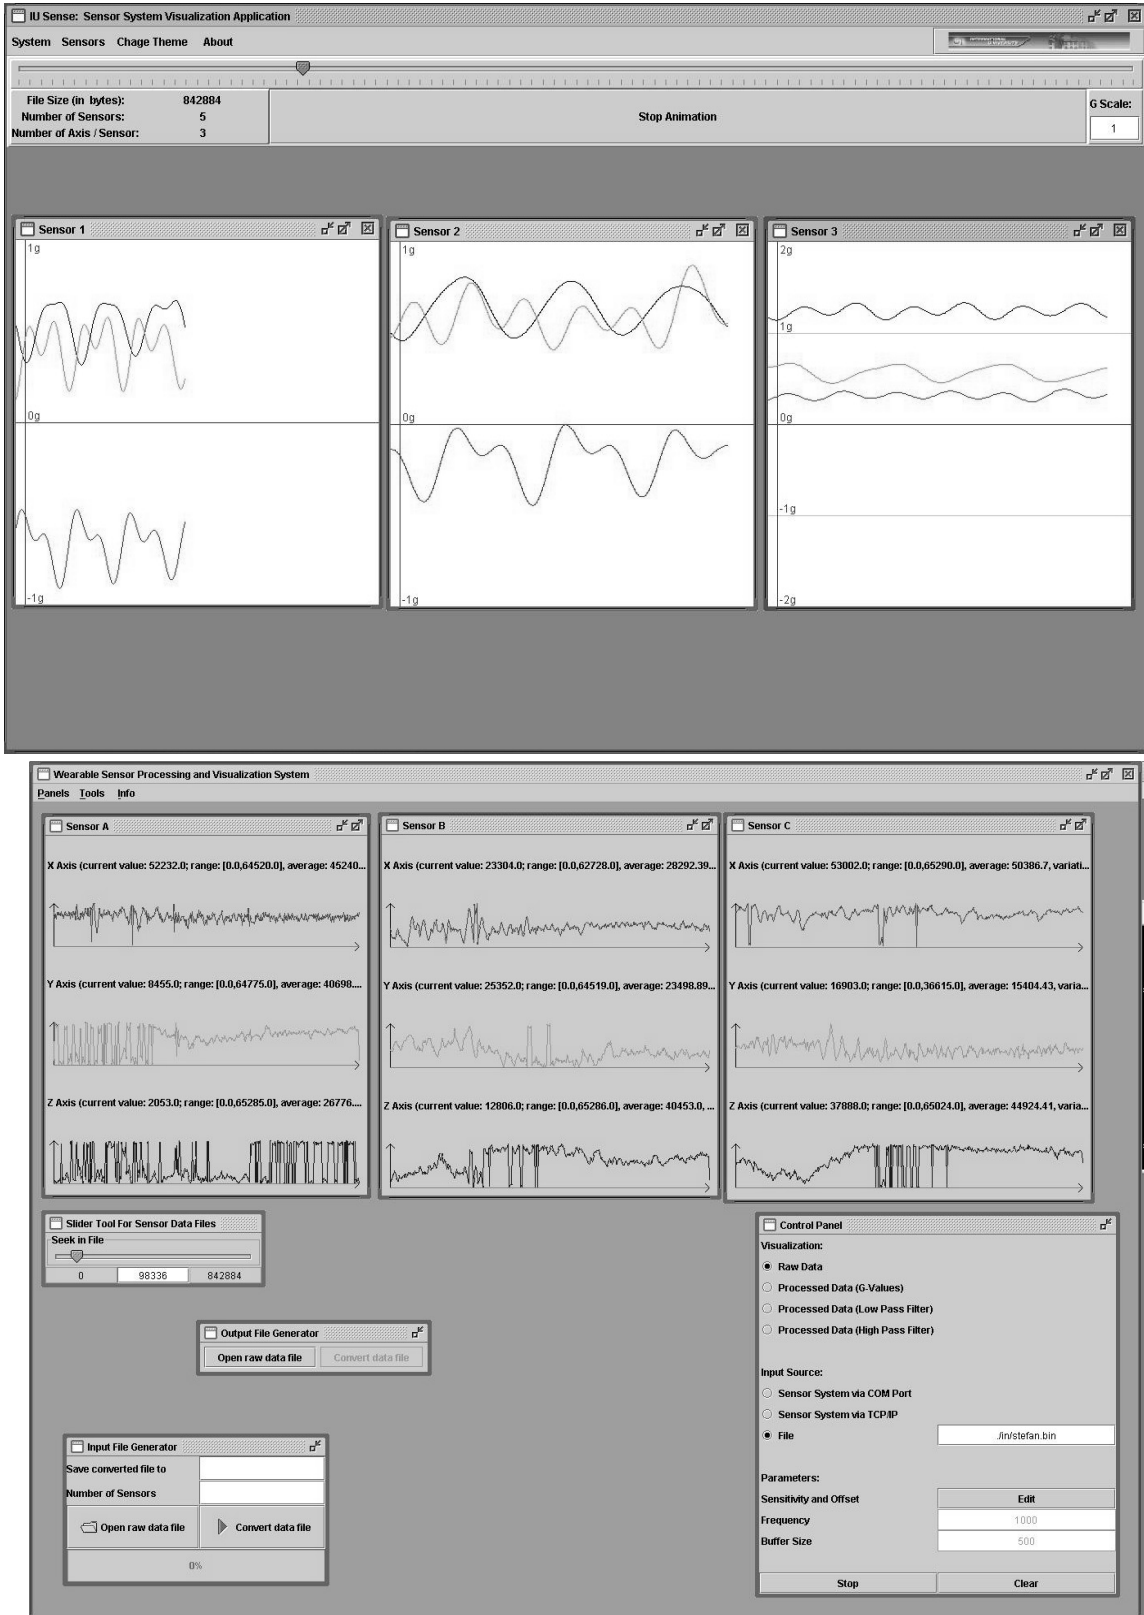 IU Sense: Sensor System Visualization Application
System Sensors Chage Theme About
INTERNATIONAL
UNIVERSITY
File Size (in bytes): 842884
Number of Sensors: 5
Number of Axis / Sensor: 3
Stop Animation
G Scale:
1
Sensor 1
1g
0g
-1g
Sensor 2
1g
0g
-1g
Sensor 3
2g
1g
0g
-1g
-2g
Wearable Sensor Processing and Visualization System
Panels Tools Info
Sensor A
X Axis (current value: 52232.0; range: [0.0,64520.0], average: 45240...
Y Axis (current value: 8455.0; range: [0.0,64775.0], average: 40698....
Z Axis (current value: 2053.0; range: [0.0,65285.0], average: 26776....
Sensor B
X Axis (current value: 23304.0; range: [0.0,62728.0], average: 28292.39...
Y Axis (current value: 25352.0; range: [0.0,64519.0], average: 23498.89...
Z Axis (current value: 12806.0; range: [0.0,65286.0], average: 40453.0, ...
Sensor C
X Axis (current value: 53002.0; range: [0.0,65290.0], average: 50386.7, variati...
Y Axis (current value: 16903.0; range: [0.0,36615.0], average: 15404.43, varia...
Z Axis (current value: 37888.0; range: [0.0,65024.0], average: 44924.41, varia...
Slider Tool For Sensor Data Files
Seek in File
0 98336 842884
Output File Generator
Open raw data file Convert data file
Input File Generator
Save converted file to
Number of Sensors
Open raw data file Convert data file
0%
Control Panel
Visualization:
Raw Data
Processed Data (G-Values)
Processed Data (Low Pass Filter)
Processed Data (High Pass Filter)
Input Source:
Sensor System via COM Port
Sensor System via TCP/IP
File ./in/stefan.bin
Parameters:
Sensitivity and Offset Edit
Frequency 1000
Buffer Size 500
Stop Clear